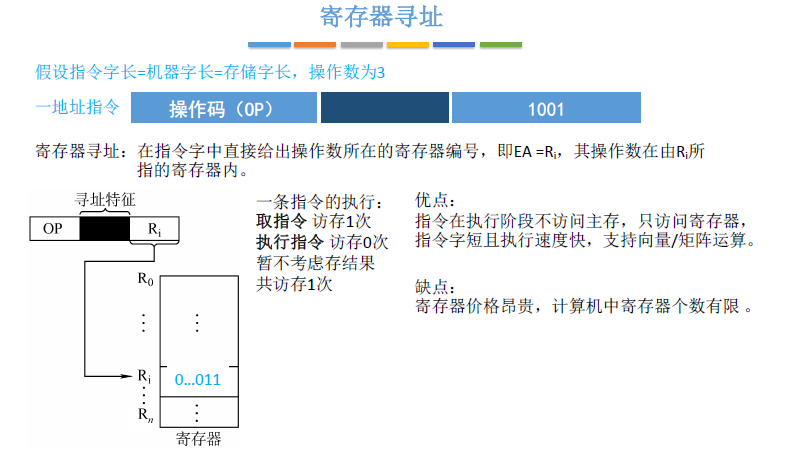 寄存器寻址
假设指令字长=机器字长=存储字长，操作数为3
一地址指令 操作码（OP） 1001
寄存器寻址：在指令字中直接给出操作数所在的寄存器编号，即EA =Ri，其操作数在由Ri所
指的寄存器内。
寻址特征
OP Ri
R0
⋮ ⋮
Ri 0...011
⋮
Rn ⋮
寄存器
一条指令的执行：
取指令 访存1次
执行指令 访存0次
暂不考虑存结果
共访存1次
优点：
指令在执行阶段不访问主存，只访问寄存器，
指令字短且执行速度快，支持向量/矩阵运算。
缺点：
寄存器价格昂贵，计算机中寄存器个数有限 。